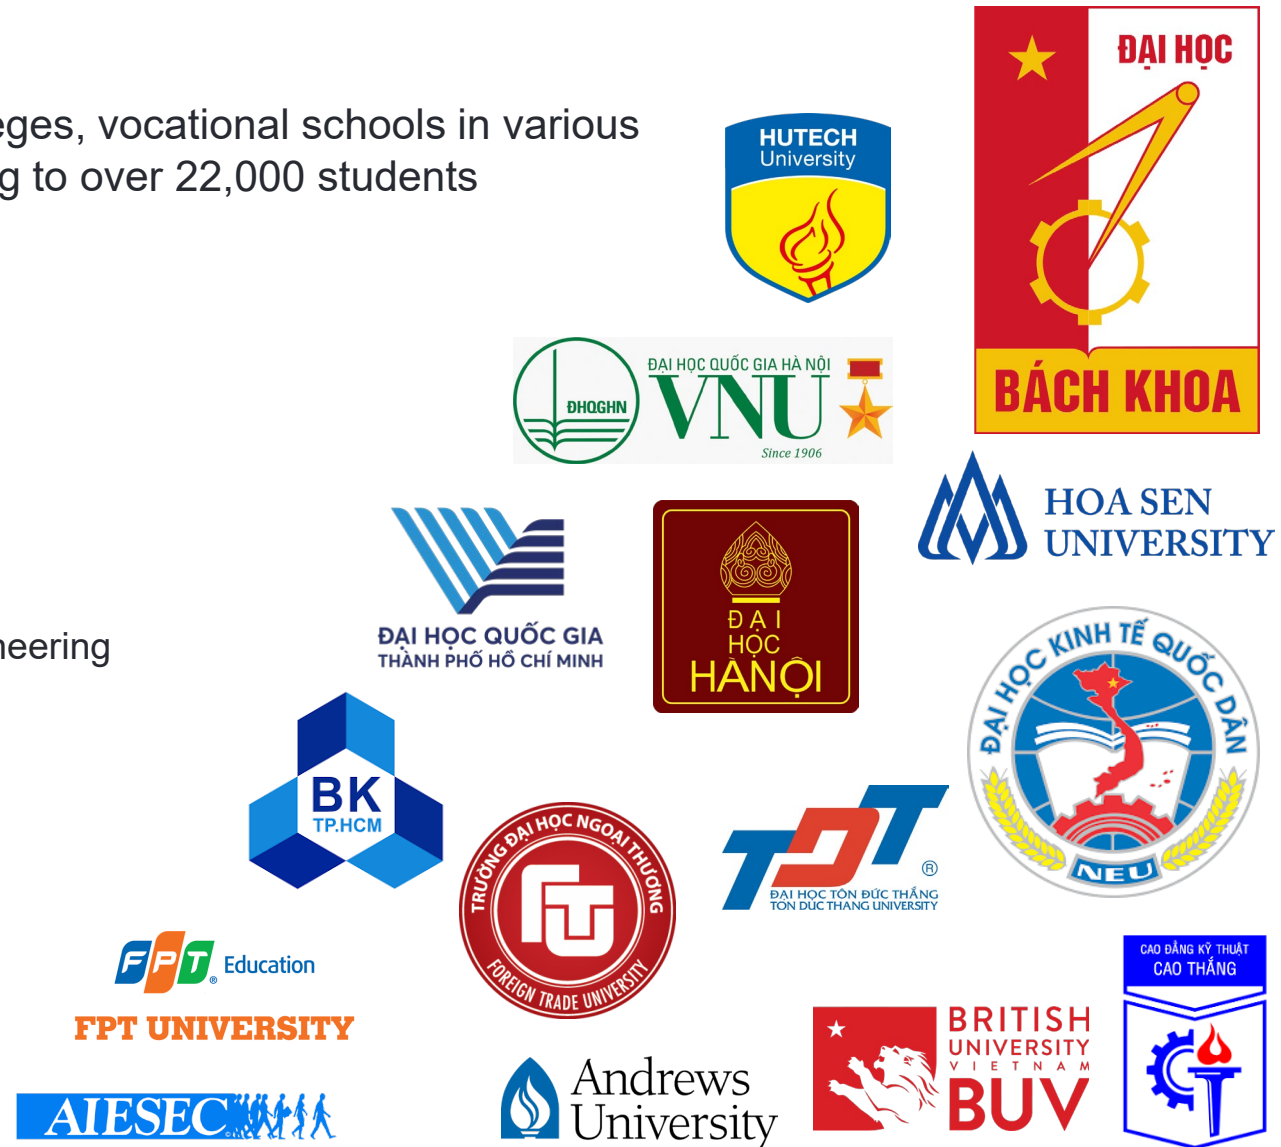 eges, vocational schools in various
g to over 22,000 students
ĐẠI HỌC
BÁCH KHOA
HUTECH
University
ĐHQGHN
ĐẠI HỌC QUỐC GIA HÀ NỘI
VNU
Since 1906
HOA SEN
UNIVERSITY
ĐẠI HỌC QUỐC GIA
THÀNH PHỐ HỒ CHÍ MINH
ĐẠI
HỌC
HÀNỘI
neering
ĐẠI HỌC KINH TẾ QUỐC DÂN
NEU
BK
TP.HCM
TDT
®
ĐẠI HỌC TÔN ĐỨC THẮNG
TON DUC THANG UNIVERSITY
TRƯỜNG ĐẠI HỌC NGOẠI THƯƠNG
FTU
FOREIGN TRADE UNIVERSITY
FPT® Education
FPT UNIVERSITY
CAO ĐẲNG KỸ THUẬT
CAO THẮNG
BRITISH
UNIVERSITY
VIETNAM
BUV
Andrews
University
AIESEC